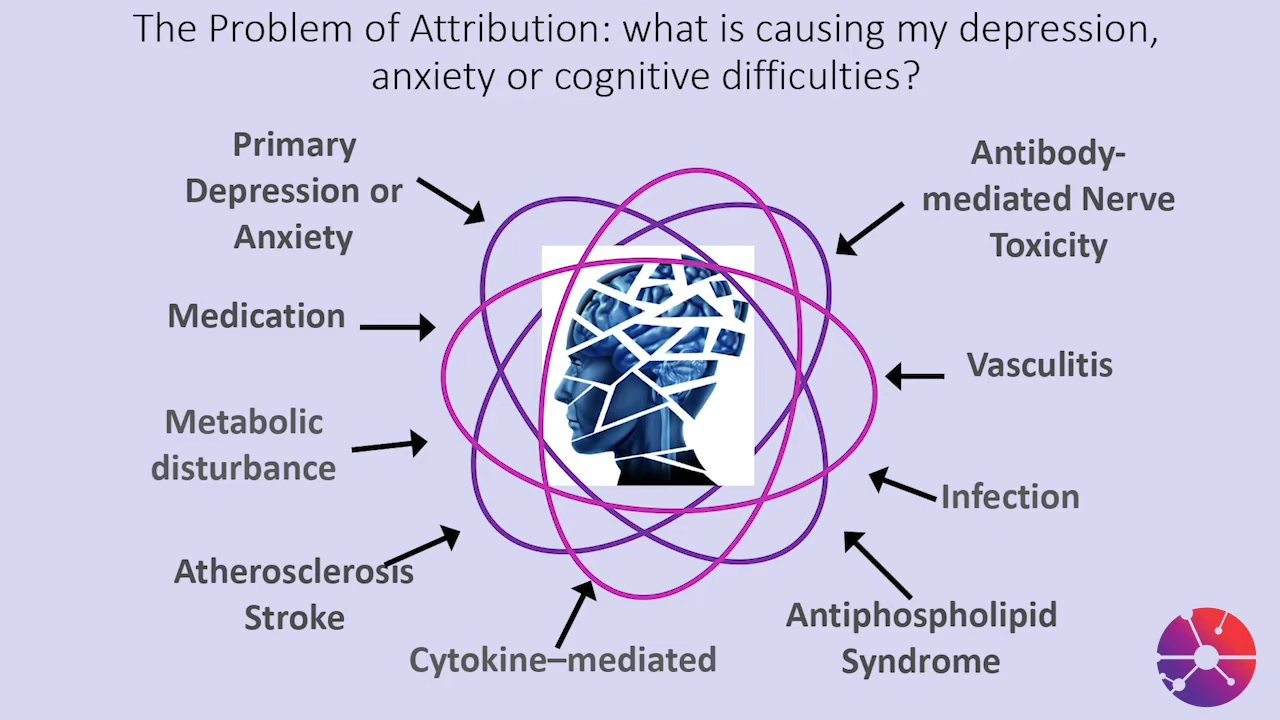 The Problem of Attribution: what is causing my depression,
anxiety or cognitive difficulties?
Primary
Depression or
Anxiety
Antibody-
mediated Nerve
Toxicity
Medication
Vasculitis
Metabolic
disturbance
Infection
Atherosclerosis
Stroke
Antiphospholipid
Syndrome
Cytokine–mediated